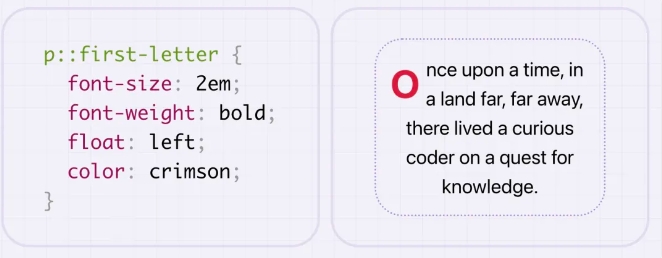 p::first-letter {
font-size: 2em;
font-weight: bold;
float: left;
color: crimson;
}
Once upon a time, in
a land far, far away,
there lived a curious
coder on a quest for
knowledge.